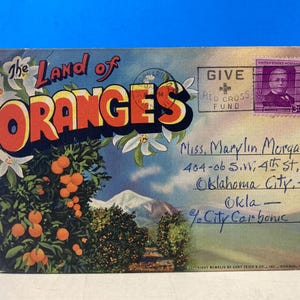 The Land of
ORANGES
GIVE
RED CROSS
FUND
Miss. Marylin Morga
404-06 S.W. 4th St,
Oklahoma City.
Okla —
c/o City Carbonic